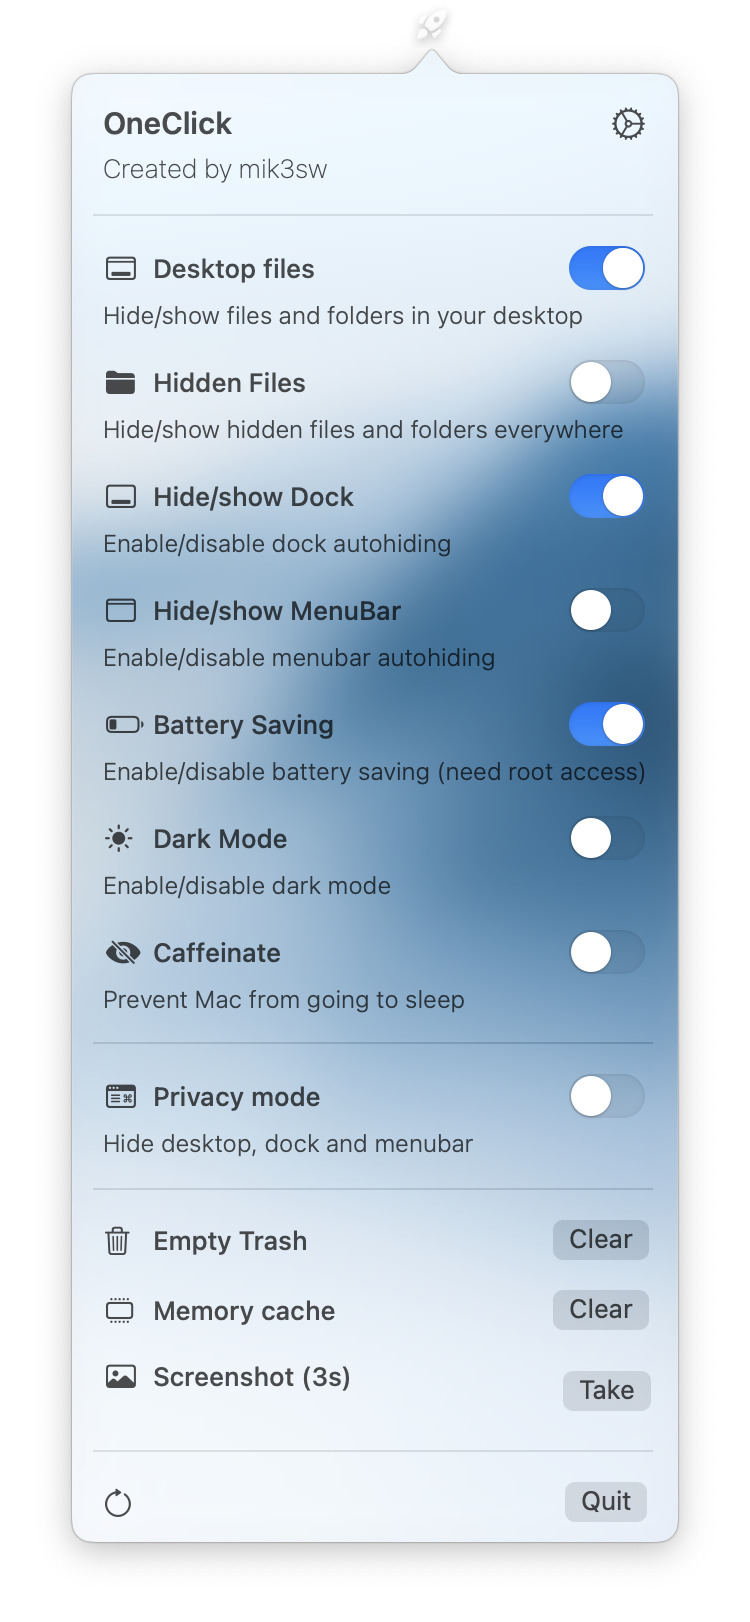 OneClick
Created by mik3sw
Desktop files
Hide/show files and folders in your desktop
Hidden Files
Hide/show hidden files and folders everywhere
Hide/show Dock
Enable/disable dock autohiding
Hide/show MenuBar
Enable/disable menubar autohiding
Battery Saving
Enable/disable battery saving (need root access)
Dark Mode
Enable/disable dark mode
Caffeinate
Prevent Mac from going to sleep
Privacy mode
Hide desktop, dock and menubar
Empty Trash Clear
Memory cache Clear
Screenshot (3s) Take
Quit